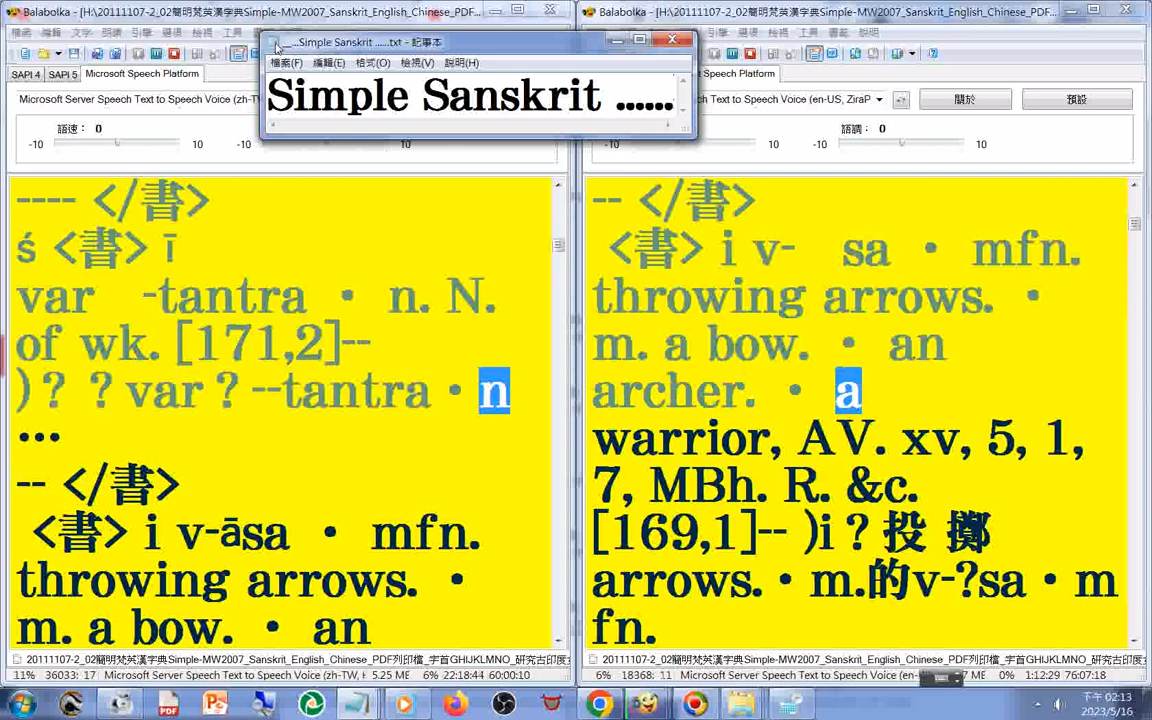 Balabolka - [H:\20111107-2_02簡明梵英漢字典Simple-MW2007_Sanskrit_English_Chinese_PDF...
Balabolka - [H:\20111107-2_02簡明梵英漢字典Simple-MW2007_Sanskrit_English_Chinese_PDF...
__...Simple Sanskrit ......txt - 記事本
檔案(F) 編輯(E) 格式(O) 檢視(V) 說明(H)
Simple Sanskrit ......
SAPI 4 SAPI 5 Microsoft Speech Platform
Speech Platform
Microsoft Server Speech Text to Speech Voice (zh-TW
Microsoft Server Speech Text to Speech Voice (en-US, ZiraP
關於
預設
語速： 0
語調： 0
-10 10 10
-10 10 -10 10
---- </書>
ś <書> ī
var -tantra • n. N.
of wk. [171,2]--
)? ? var ? --tantra • n
...
-- </書>
<書> i v-āsa • mfn.
throwing arrows. •
m. a bow. • an
-- </書>
<書> i v- sa • mfn.
throwing arrows. •
m. a bow. • an
archer. • a
warrior, AV. xv, 5, 1,
7, MBh. R. &c.
[169,1]-- )i ? 投 擲
arrows. • m.的v-?sa • m
fn.
20111107-2_02簡明梵英漢字典Simple-MW2007_Sanskrit_English_Chinese_PDF列印檔_字首GHIJKLMNO_研究古印度
20111107-2_02簡明梵英漢字典Simple-MW2007_Sanskrit_English_Chinese_PDF列印檔_字首GHIJKLMNO_研究古印度
11% 36033: 17 Microsoft Server Speech Text to Speech Voice (zh-TW, 5.25 ME 22:18:44 60:00:10
6% 18368: 11 Microsoft Server Speech Text to Speech Voice 7 ME 0% 1:12:29 76:07:18
下午 02:13
2023/5/16